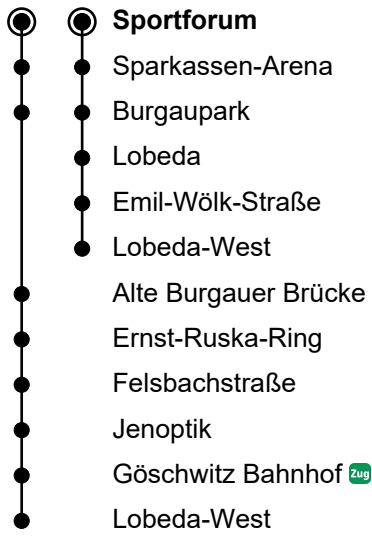 Sportforum
Sparkassen-Arena
Burgaupark
Lobeda
Emil-Wölk-Straße
Lobeda-West
Alte Burgauer Brücke
Ernst-Ruska-Ring
Felsbachstraße
Jenoptik
Göschwitz Bahnhof Zug
Lobeda-West